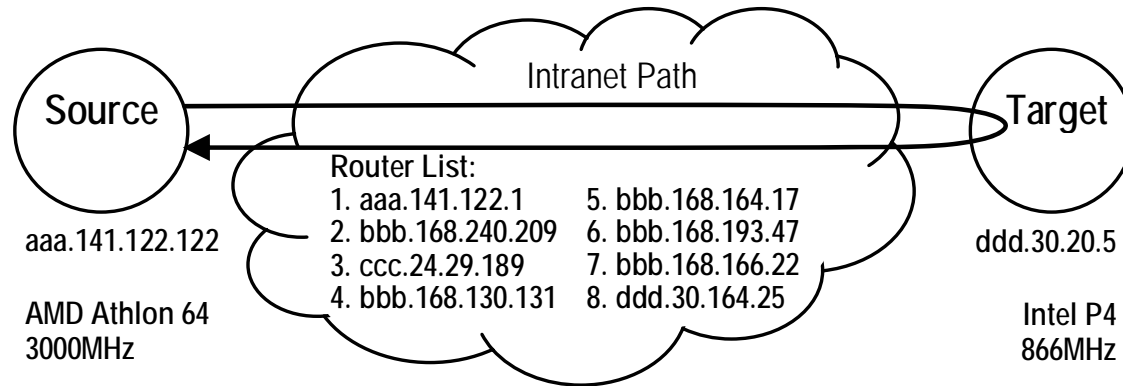 Intranet Path
Source
Target
Router List:
1. aaa.141.122.1
2. bbb.168.240.209
3. ccc.24.29.189
4. bbb.168.130.131
5. bbb.168.164.17
6. bbb.168.193.47
7. bbb.168.166.22
8. ddd.30.164.25
aaa.141.122.122
AMD Athlon 64
3000MHz
ddd.30.20.5
Intel P4
866MHz